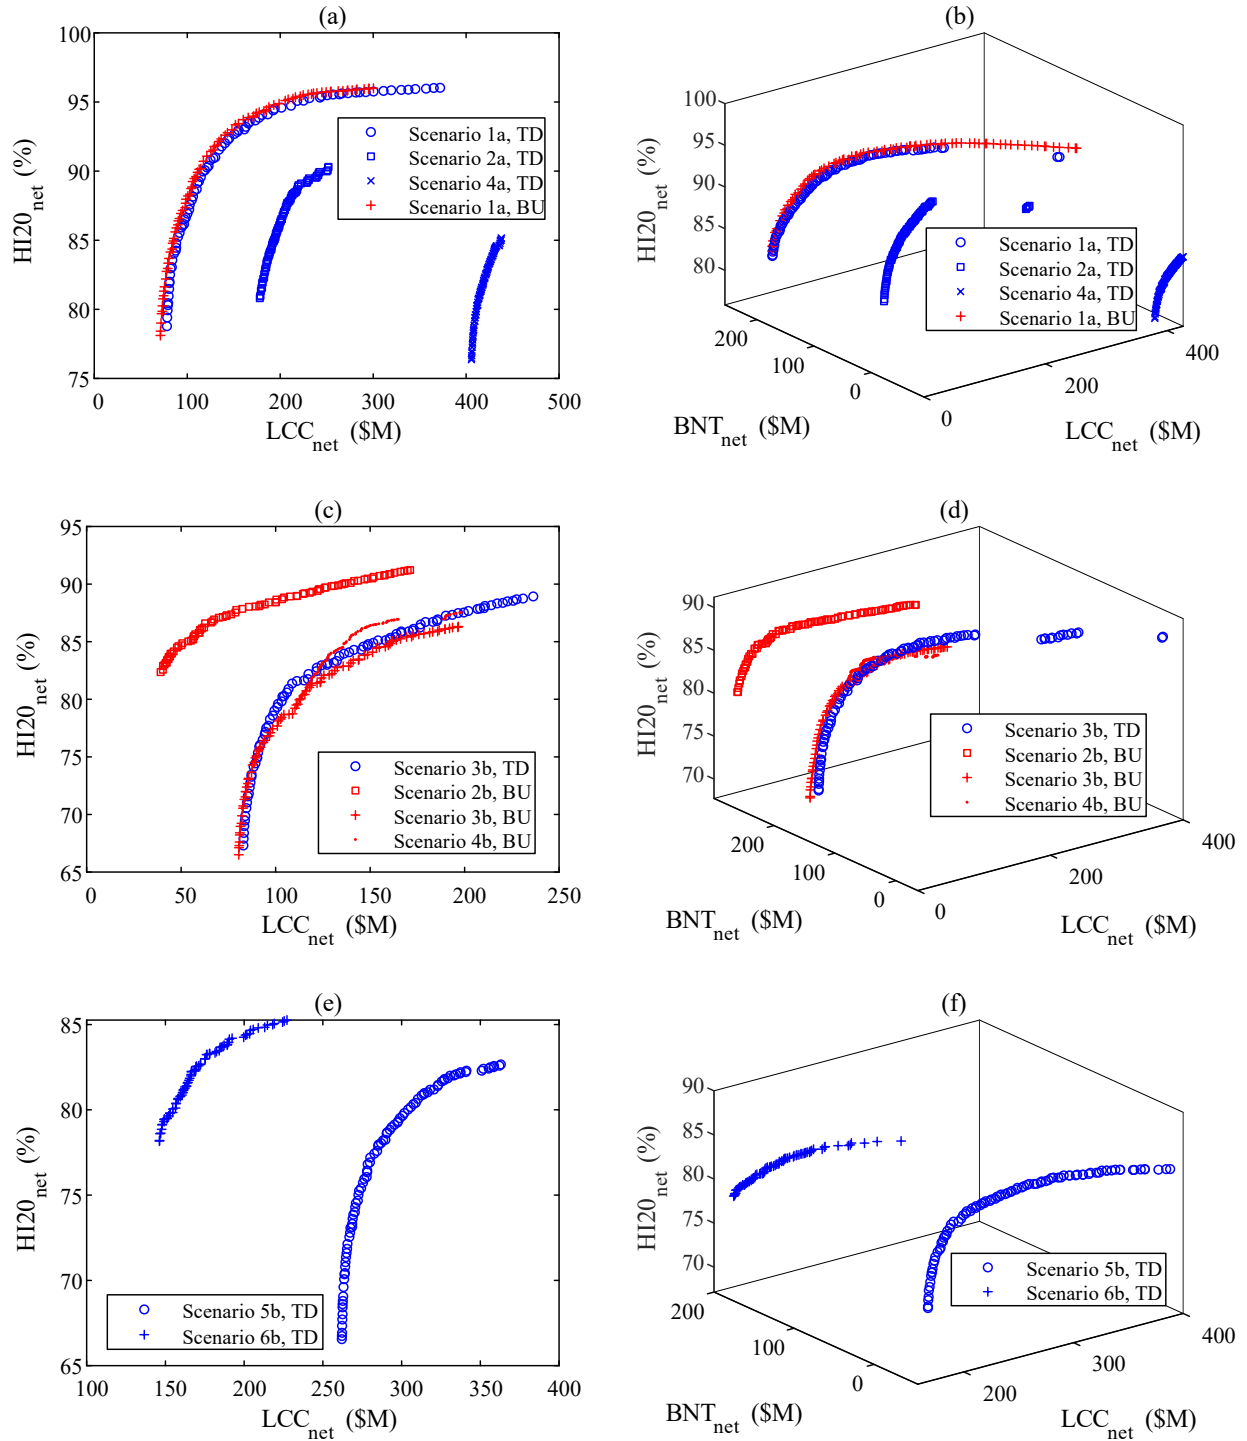 (a)
100
95
90
85
80
75
0
100
200
300
400
500
HI20net (%)
LCCnet ($M)
Scenario 1a, TD
Scenario 2a, TD
Scenario 4a, TD
Scenario 1a, BU
(b)
100
95
90
85
80
200
100
0
0
200
400
HI20net (%)
BNTnet ($M)
LCCnet ($M)
Scenario 1a, TD
Scenario 2a, TD
Scenario 4a, TD
Scenario 1a, BU
(c)
95
90
85
80
75
70
65
0
50
100
150
200
250
HI20net (%)
LCCnet ($M)
Scenario 3b, TD
Scenario 2b, BU
Scenario 3b, BU
Scenario 4b, BU
(d)
90
85
80
75
70
200
100
0
0
200
400
HI20net (%)
BNTnet ($M)
LCCnet ($M)
Scenario 3b, TD
Scenario 2b, BU
Scenario 3b, BU
Scenario 4b, BU
(e)
85
80
75
70
65
100
150
200
250
300
350
400
HI20net (%)
LCCnet ($M)
Scenario 5b, TD
Scenario 6b, TD
(f)
90
85
80
75
70
200
100
0
200
300
400
HI20net (%)
BNTnet ($M)
LCCnet ($M)
Scenario 5b, TD
Scenario 6b, TD